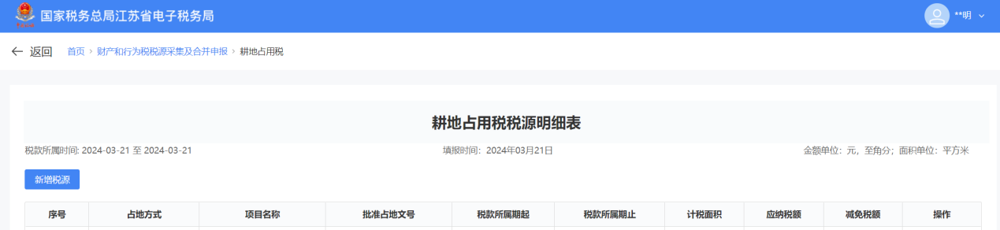 国家税务总局江苏省电子税务局
**明
返回 首页 > 财产和行为税税源采集及合并申报 > 耕地占用税
耕地占用税税源明细表
税款所属时间: 2024-03-21 至 2024-03-21 填报时间：2024年03月21日 金额单位：元，至角分；面积单位：平方米
新增税源
序号 占地方式 项目名称 批准占地文号 税款所属期起 税款所属期止 计税面积 应纳税额 减免税额 操作